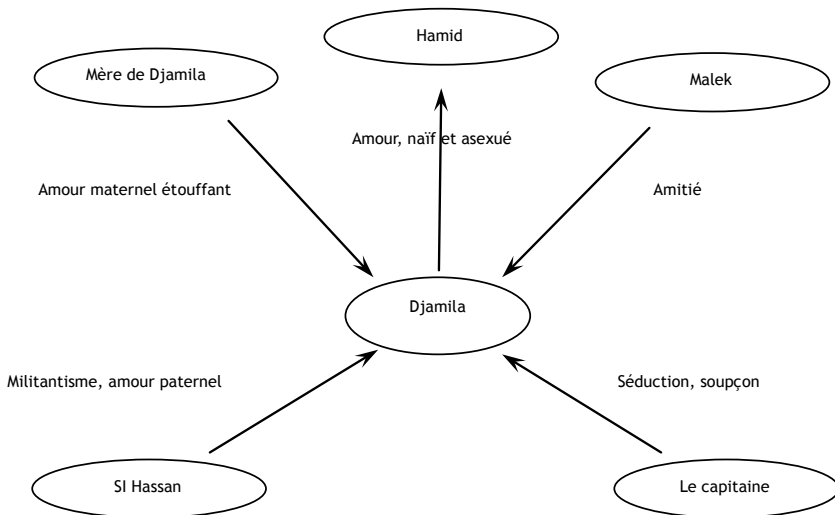 Hamid
Mère de Djamila
Malek
Amour, naïf et asexué
Amour maternel étouffant
Amitié
Djamila
Militantisme, amour paternel
Séduction, soupçon
SI Hassan
Le capitaine